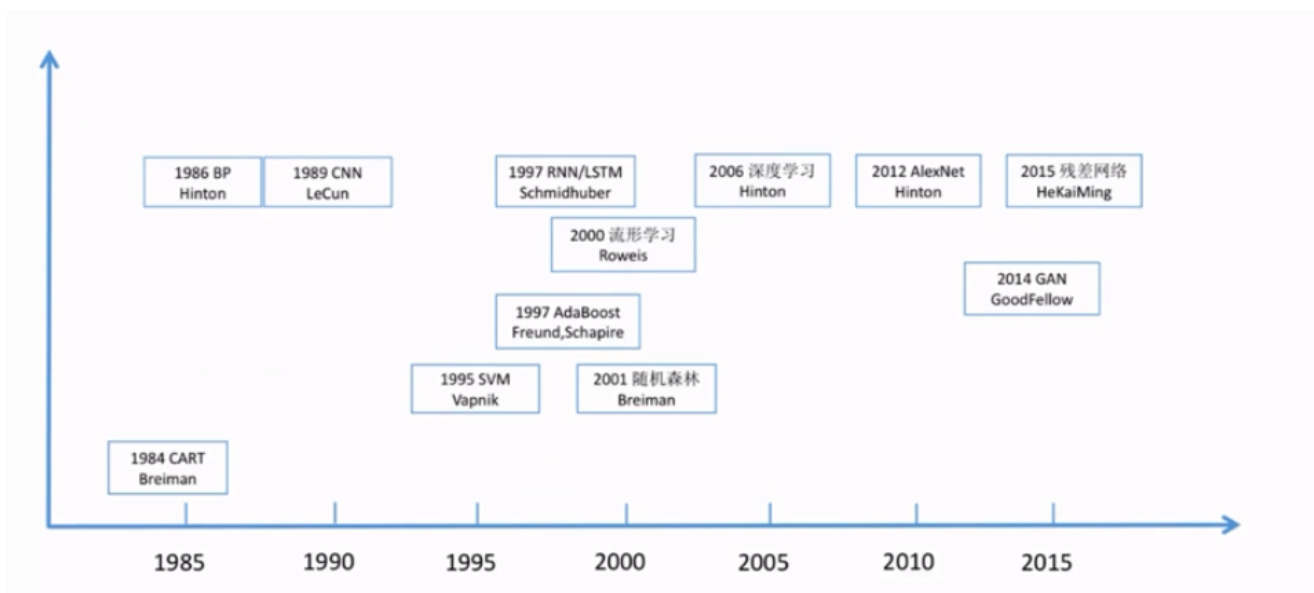 1986 BP
Hinton
1989 CNN
LeCun
1997 RNN/LSTM
Schmidhuber
2006 深度学习
Hinton
2012 AlexNet
Hinton
2015 残差网络
HeKaiMing
2000 流形学习
Roweis
2014 GAN
GoodFellow
1997 AdaBoost
Freund,Schapire
1995 SVM
Vapnik
2001 随机森林
Breiman
1984 CART
Breiman
1985 1990 1995 2000 2005 2010 2015